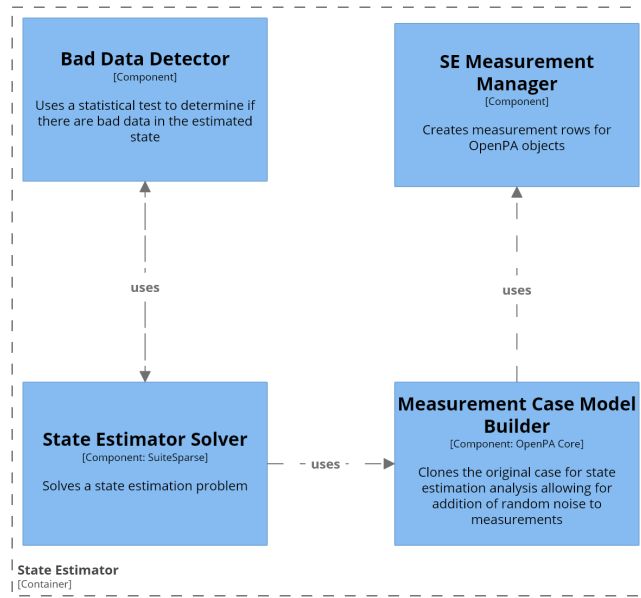 Bad Data Detector
[Component]
Uses a statistical test to determine if
there are bad data in the estimated
state
SE Measurement
Manager
[Component]
Creates measurement rows for
OpenPA objects
uses
uses
State Estimator Solver
[Component: SuiteSparse]
Solves a state estimation problem
uses
Measurement Case Model
Builder
[Component: OpenPA Core]
Clones the original case for state
estimation analysis allowing for
addition of random noise to
measurements
State Estimator
[Container]